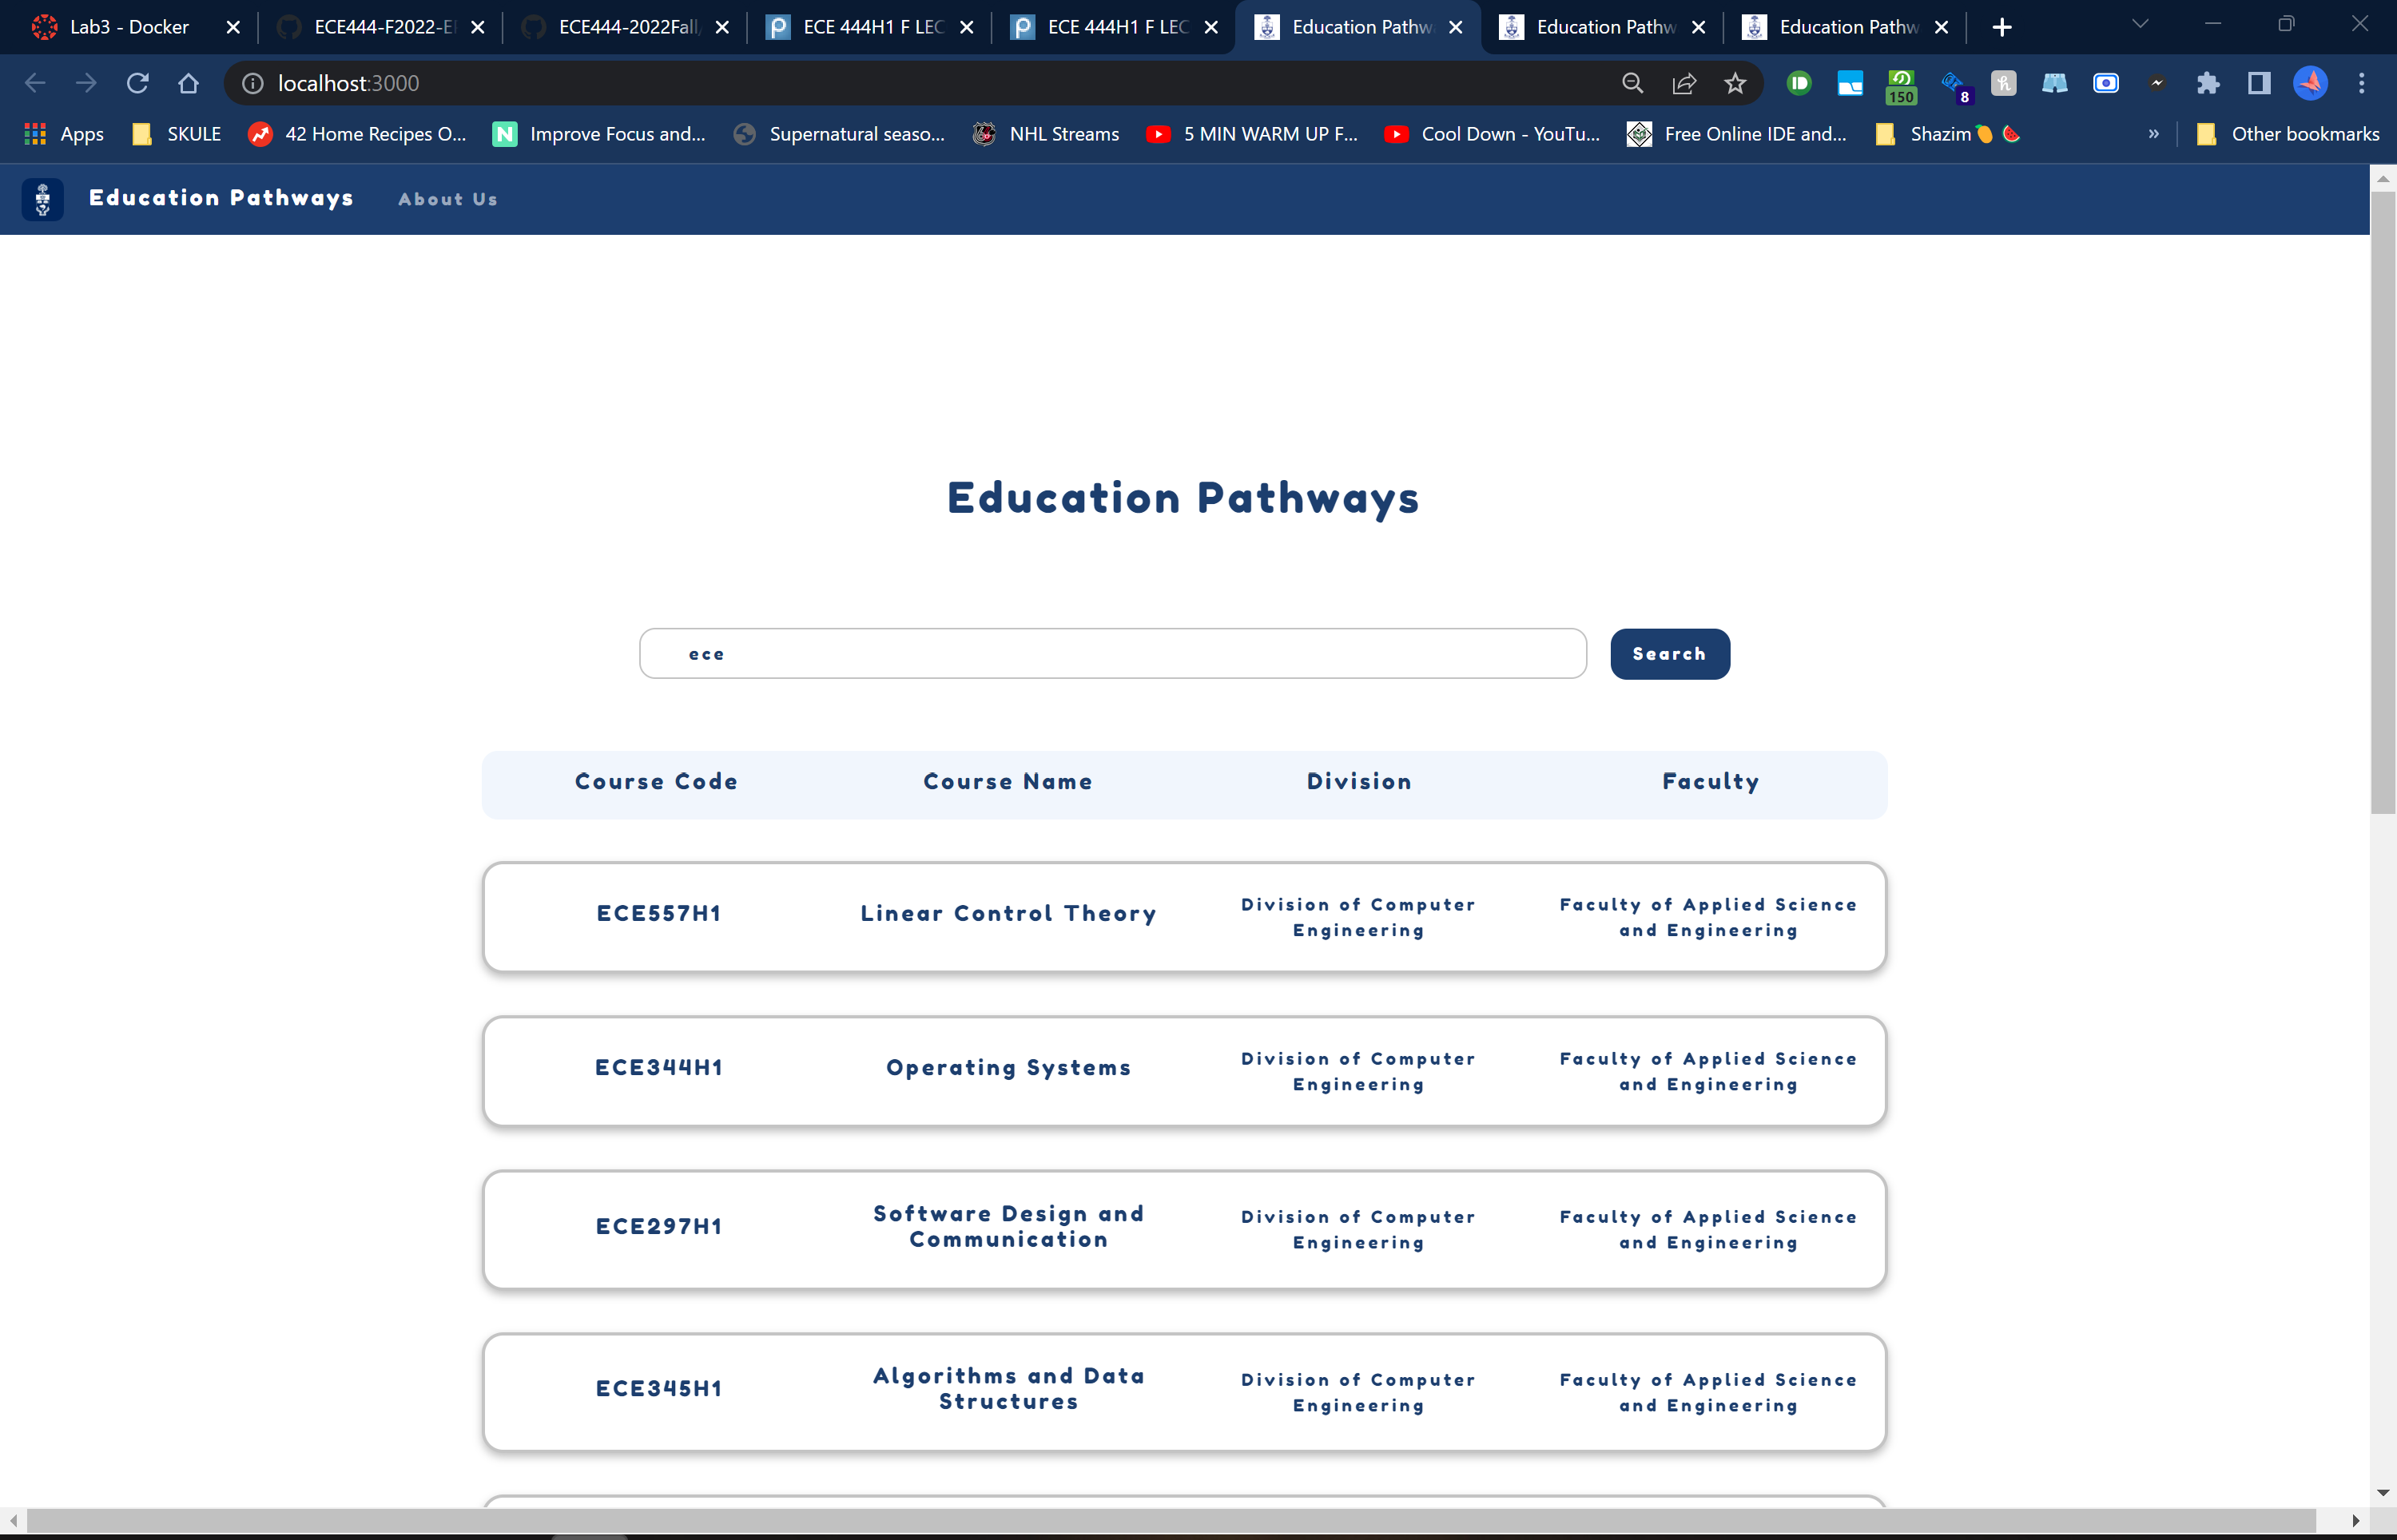 Lab3 - Docker
ECE444-F2022-E
ECE444-2022Fall
ECE 444H1 F LEC
ECE 444H1 F LEC
Education Pathw
Education Pathw
Education Pathw
localhost:3000
150
8
Apps
SKULE
42 Home Recipes O...
Improve Focus and...
Supernatural seaso...
NHL Streams
5 MIN WARM UP F...
Cool Down - YouTu...
Free Online IDE and...
Shazim
»
Other bookmarks
Education Pathways
About Us
Education Pathways
ece
Search
Course Code
Course Name
Division
Faculty
ECE557H1
Linear Control Theory
Division of Computer
Engineering
Faculty of Applied Science
and Engineering
ECE344H1
Operating Systems
Division of Computer
Engineering
Faculty of Applied Science
and Engineering
ECE297H1
Software Design and
Communication
Division of Computer
Engineering
Faculty of Applied Science
and Engineering
ECE345H1
Algorithms and Data
Structures
Division of Computer
Engineering
Faculty of Applied Science
and Engineering